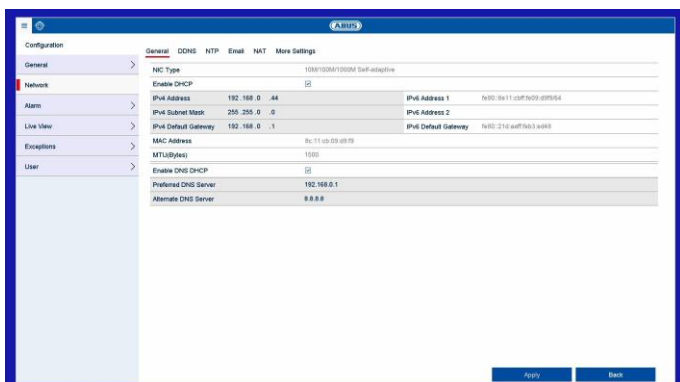 ABUS
Configuration
General DDNS NTP Email NAT More Settings
General
NIC Type 10M/100M/1000M Self-adaptive
Network
Enable DHCP
IPv4 Address 192 .168 .0 .44 IPv6 Address 1
Alarm
IPv4 Subnet Mask 255 .255 .0 .0 IPv6 Address 2
Live View
IPv4 Default Gateway 192 .168 .0 .1 IPv6 Default Gateway
Exceptions
MAC Address
MTU(Bytes) 1500
User
Enable DNS DHCP
Preferred DNS Server 192.168.0.1
Alternate DNS Server 8.8.8.8
Apply Back